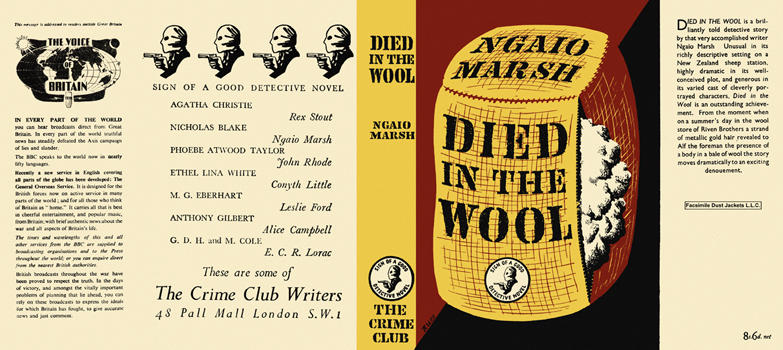 This message is addressed to readers outside Great Britain
THE VOICE
OF
BRITAIN
IN EVERY PART OF THE WORLD
you can hear broadcasts direct from Great
Britain. In every part of the world truthful
news has steadily defeated the Axis campaign
of lies and slander.
The BBC speaks to the world now in nearly
fifty languages.
Recently a new service in English covering
all parts of the globe has been developed: The
General Overseas Service. It is designed for the
British forces now on active service in many
parts of the world; and for all those who think
of Britain as "home." It carries all that is best
in cheerful entertainment, and popular music,
from Britain, with brief authentic news about the
war and all aspects of Britain's life.
The times and wavelengths of this and all
other services from the BBC are supplied to
broadcasting organisations and to the Press
throughout the world; or you can enquire direct
from the nearest British authorities.
British broadcasts throughout the war have
been proved to respect the truth. In the days
of victory, and amongst the vitally important
problems of planning that lie ahead, you can
rely on these broadcasts to express the ideals
for which Britain has fought, to give accurate
news and just comment.
SIGN OF A GOOD DETECTIVE NOVEL
AGATHA CHRISTIE
Rex Stout
NICHOLAS BLAKE
Ngaio Marsh
PHOEBE ATWOOD TAYLOR
John Rhode
ETHEL LINA WHITE
Conyth Little
M. G. EBERHART
Leslie Ford
ANTHONY GILBERT
Alice Campbell
G. D. H. and M. COLE
E. C. R. Lorac
These are some of
The Crime Club Writers
48 Pall Mall London S.W.1
DIED
IN THE
WOOL
NGAIO
MARSH
SIGN OF A GOOD
DETECTIVE NOVEL
THE
CRIME
CLUB
NGAIO
MARSH
DIED
IN THE
WOOL
SIGN OF A GOOD
DETECTIVE NOVEL
DIED IN THE WOOL is a bril-
liantly told detective story
by that very accomplished writer
Ngaio Marsh Unusual in its
richly descriptive setting on a
New Zealand sheep station,
highly dramatic in its well-
conceived plot, and generous in
its varied cast of cleverly por-
trayed characters, Died in the
Wool is an outstanding achieve-
ment. From the moment when
on a summer's day in the wool
store of Riven Brothers a strand
of metallic gold hair revealed to
Alf the foreman the presence of
a body in a bale of wool the story
moves dramatically to an exciting
denouement.
Facsimile Dust Jackets L.L.C.
8s6d. net